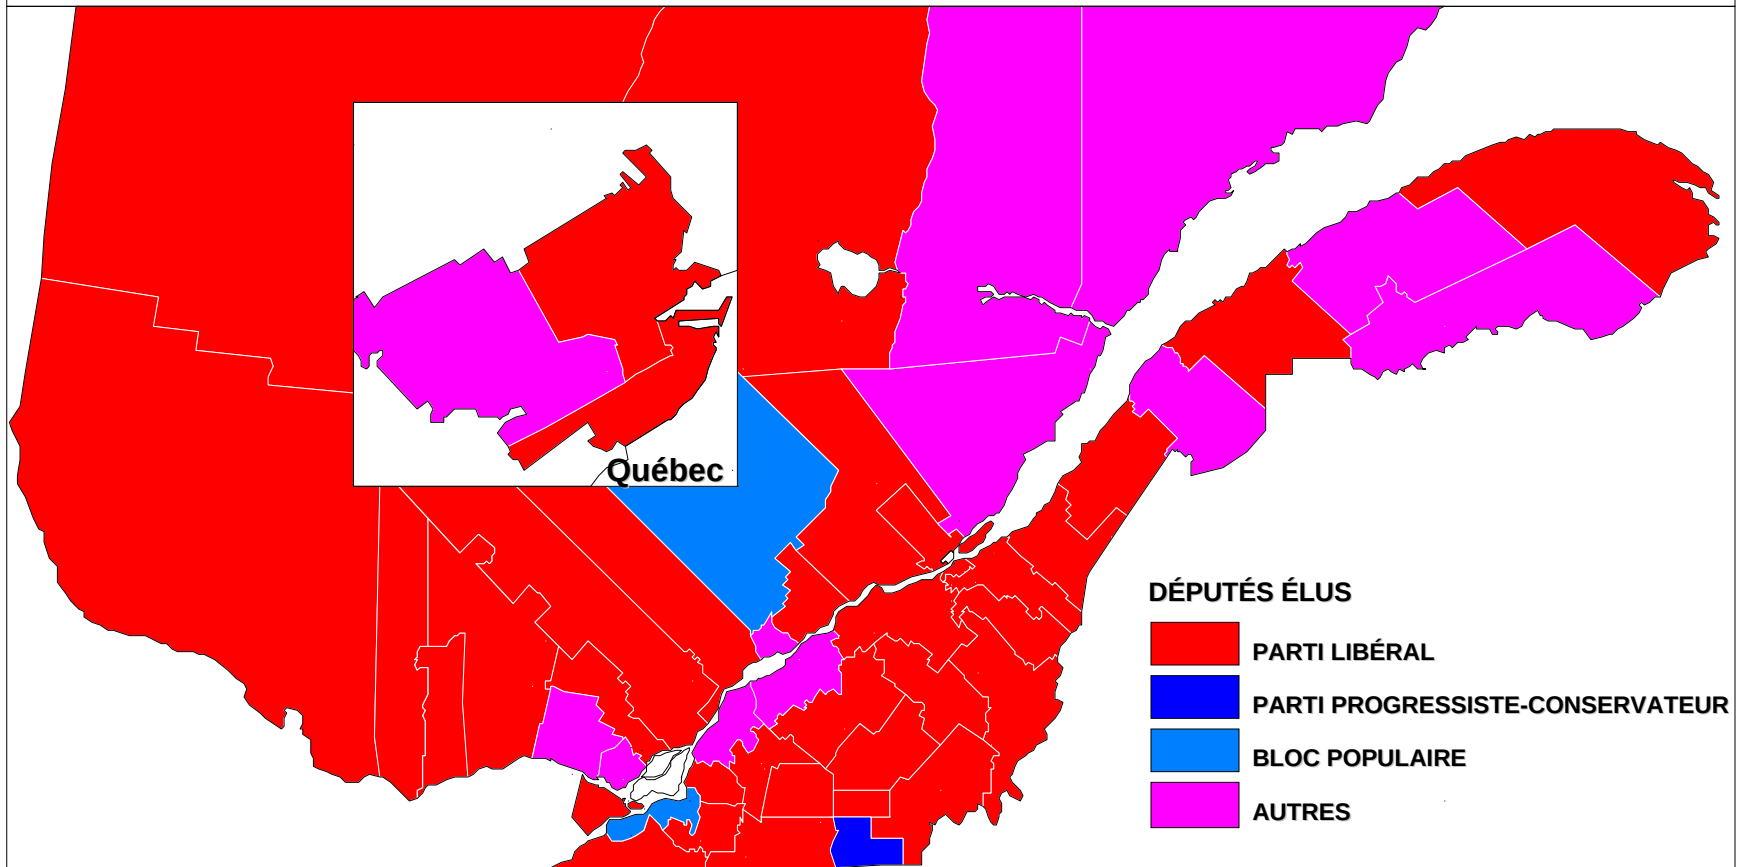 Québec
DÉPUTÉS ÉLUS
PARTI LIBÉRAL
PARTI PROGRESSISTE-CONSERVATEUR
BLOC POPULAIRE
AUTRES